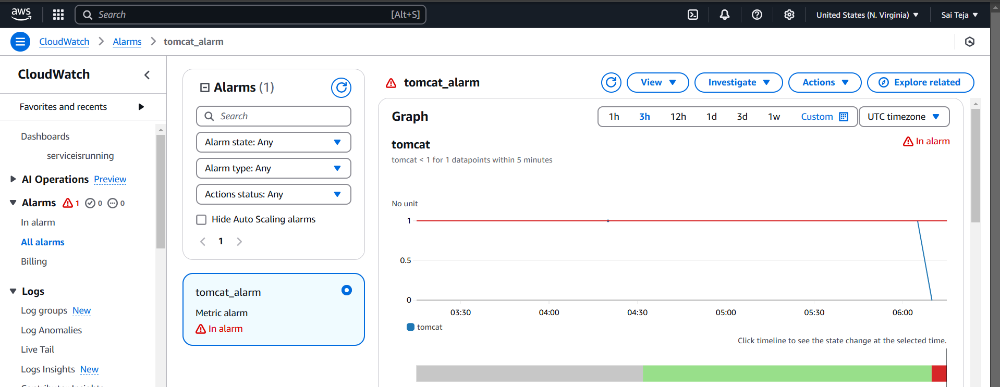 aws
Search
[Alt+S]
United States (N. Virginia)
Sai Teja
CloudWatch
Alarms
tomcat_alarm
CloudWatch
Favorites and recents
Dashboards
serviceisrunning
AI Operations Preview
Alarms 1 0 0
In alarm
All alarms
Billing
Logs
Log groups New
Log Anomalies
Live Tail
Logs Insights New
Alarms (1)
Search
Alarm state: Any
Alarm type: Any
Actions status: Any
Hide Auto Scaling alarms
1
tomcat_alarm
Metric alarm
In alarm
tomcat_alarm
View
Investigate
Actions
Explore related
Graph
1h 3h 12h 1d 3d 1w Custom
UTC timezone
tomcat
In alarm
tomcat < 1 for 1 datapoints within 5 minutes
No unit
1
0.5
0
03:30 04:00 04:30 05:00 05:30 06:00
tomcat
Click timeline to see the state change at the selected time.